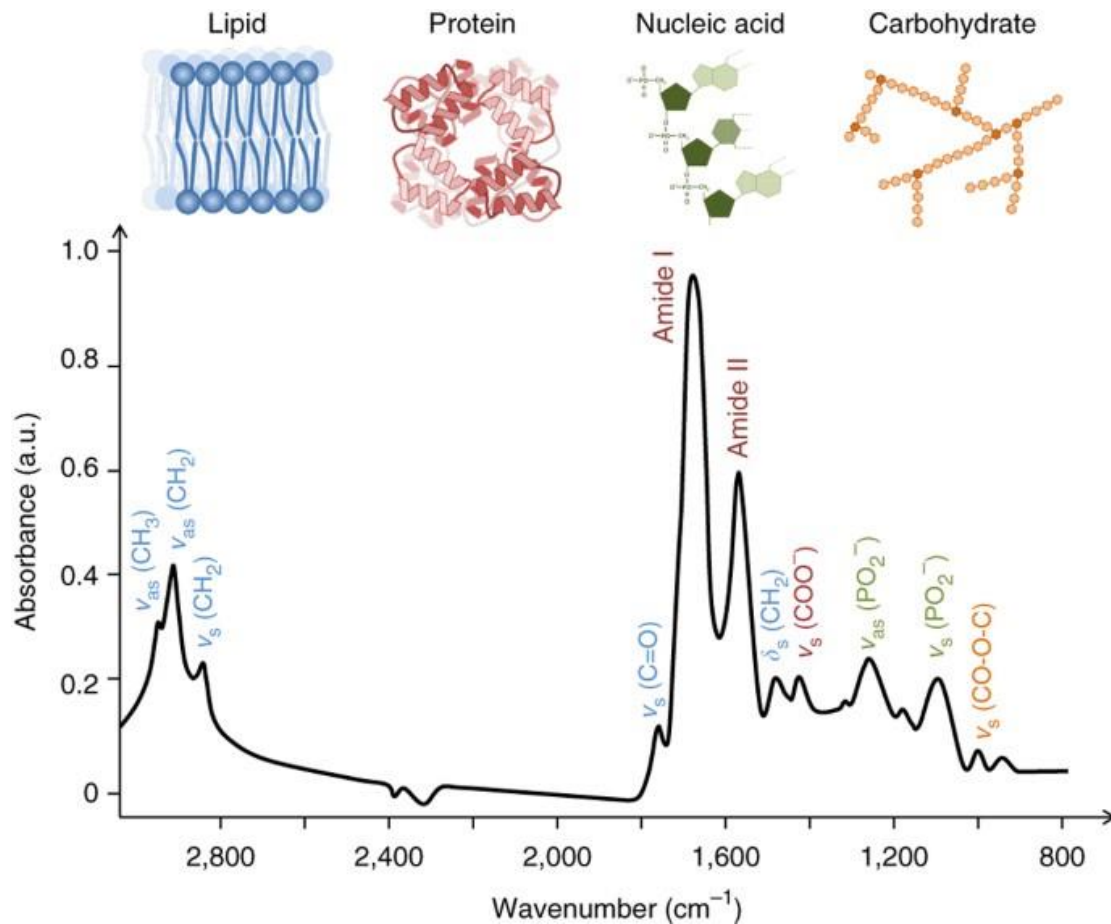 Lipid
Protein
Nucleic acid
Carbohydrate
1.0
0.8
0.6
0.4
0.2
0
Absorbance (a.u.)
νas (CH3)
νas (CH2)
νs (CH2)
νs (C=O)
Amide I
Amide II
δs (CH2)
νs (COO−)
νas (PO2−)
νs (PO2−)
νs (CO-O-C)
2,800
2,400
2,000
1,600
1,200
800
Wavenumber (cm−1)